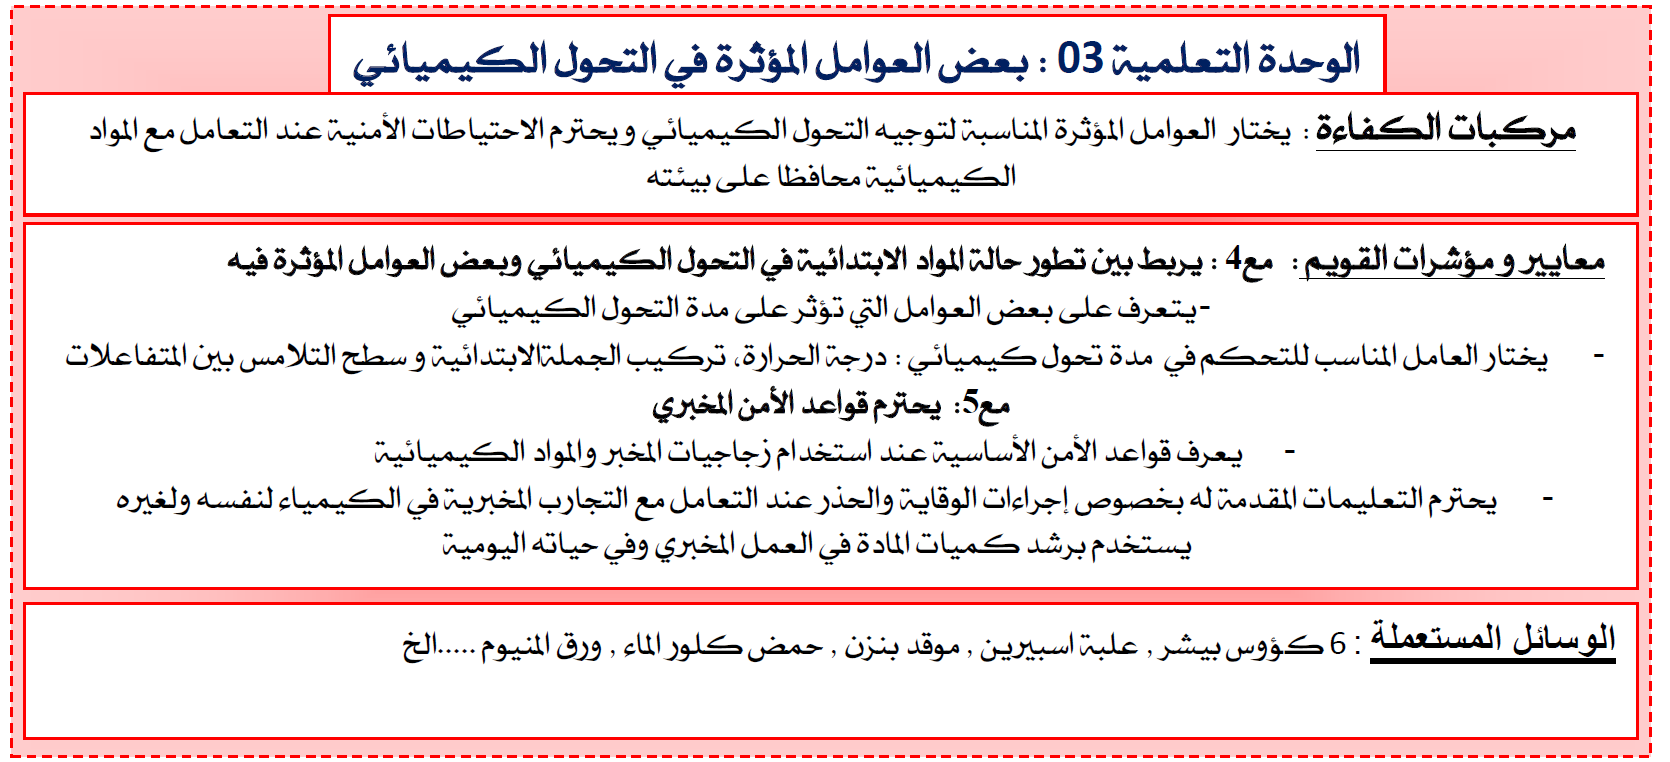 الوحدة التعلمية 03 : بعض العوامل المؤثرة في التحول الكيميائي
مركبات الكفاءة : يختار العوامل المؤثرة المناسبة لتوجيه التحول الكيميائي ويحترم الاحتياطات الأمنية عند التعامل مع المواد
الكيميائية محافظا على بيئته
معايير و مؤشرات القويم : مع4 : يربط بين تطور حالة المواد الابتدائية في التحول الكيميائي وبعض العوامل المؤثرة فيه
-يتعرف على بعض العوامل التي تؤثر على مدة التحول الكيميائي
- يختار العامل المناسب للتحكم في مدة تحول كيميائي : درجة الحرارة، تركيب الجملةالابتدائية و سطح التلامس بين المتفاعلات
مع5: يحترم قواعد الأمن المخبري
- يعرف قواعد الأمن الأساسية عند استخدام زجاجيات المخبر والمواد الكيميائية
- يحترم التعليمات المقدمة له بخصوص إجراءات الوقاية والحذر عند التعامل مع التجارب المخبرية في الكيمياء لنفسه ولغيره
يستخدم برشد كميات المادة في العمل المخبري وفي حياته اليومية
الوسائل المستعملة : 6 كؤوس بيشر , علبة اسبيرين , موقد بنزن , حمض كلور الماء , ورق المنيوم .....الخ